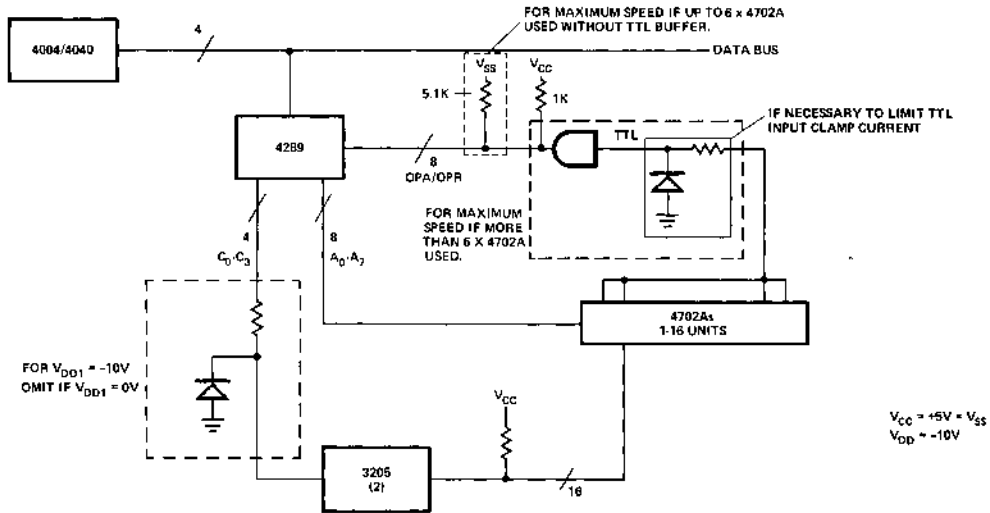 FOR MAXIMUM SPEED IF UP TO 6 x 4702A
USED WITHOUT TTL BUFFER.
4004/4040
4
DATA BUS
VSS
VCC
5.1K
1K
IF NECESSARY TO LIMIT TTL
INPUT CLAMP CURRENT
TTL
4289
8
OPA/OPR
FOR MAXIMUM
SPEED IF MORE
THAN 6 X 4702A
USED.
4
C0-C3
8
A0-A7
4702As
1-16 UNITS
FOR VDD1 = -10V
OMIT IF VDD1 = 0V
VCC
VCC = +5V = VSS
VDD = -10V
3205
(2)
16